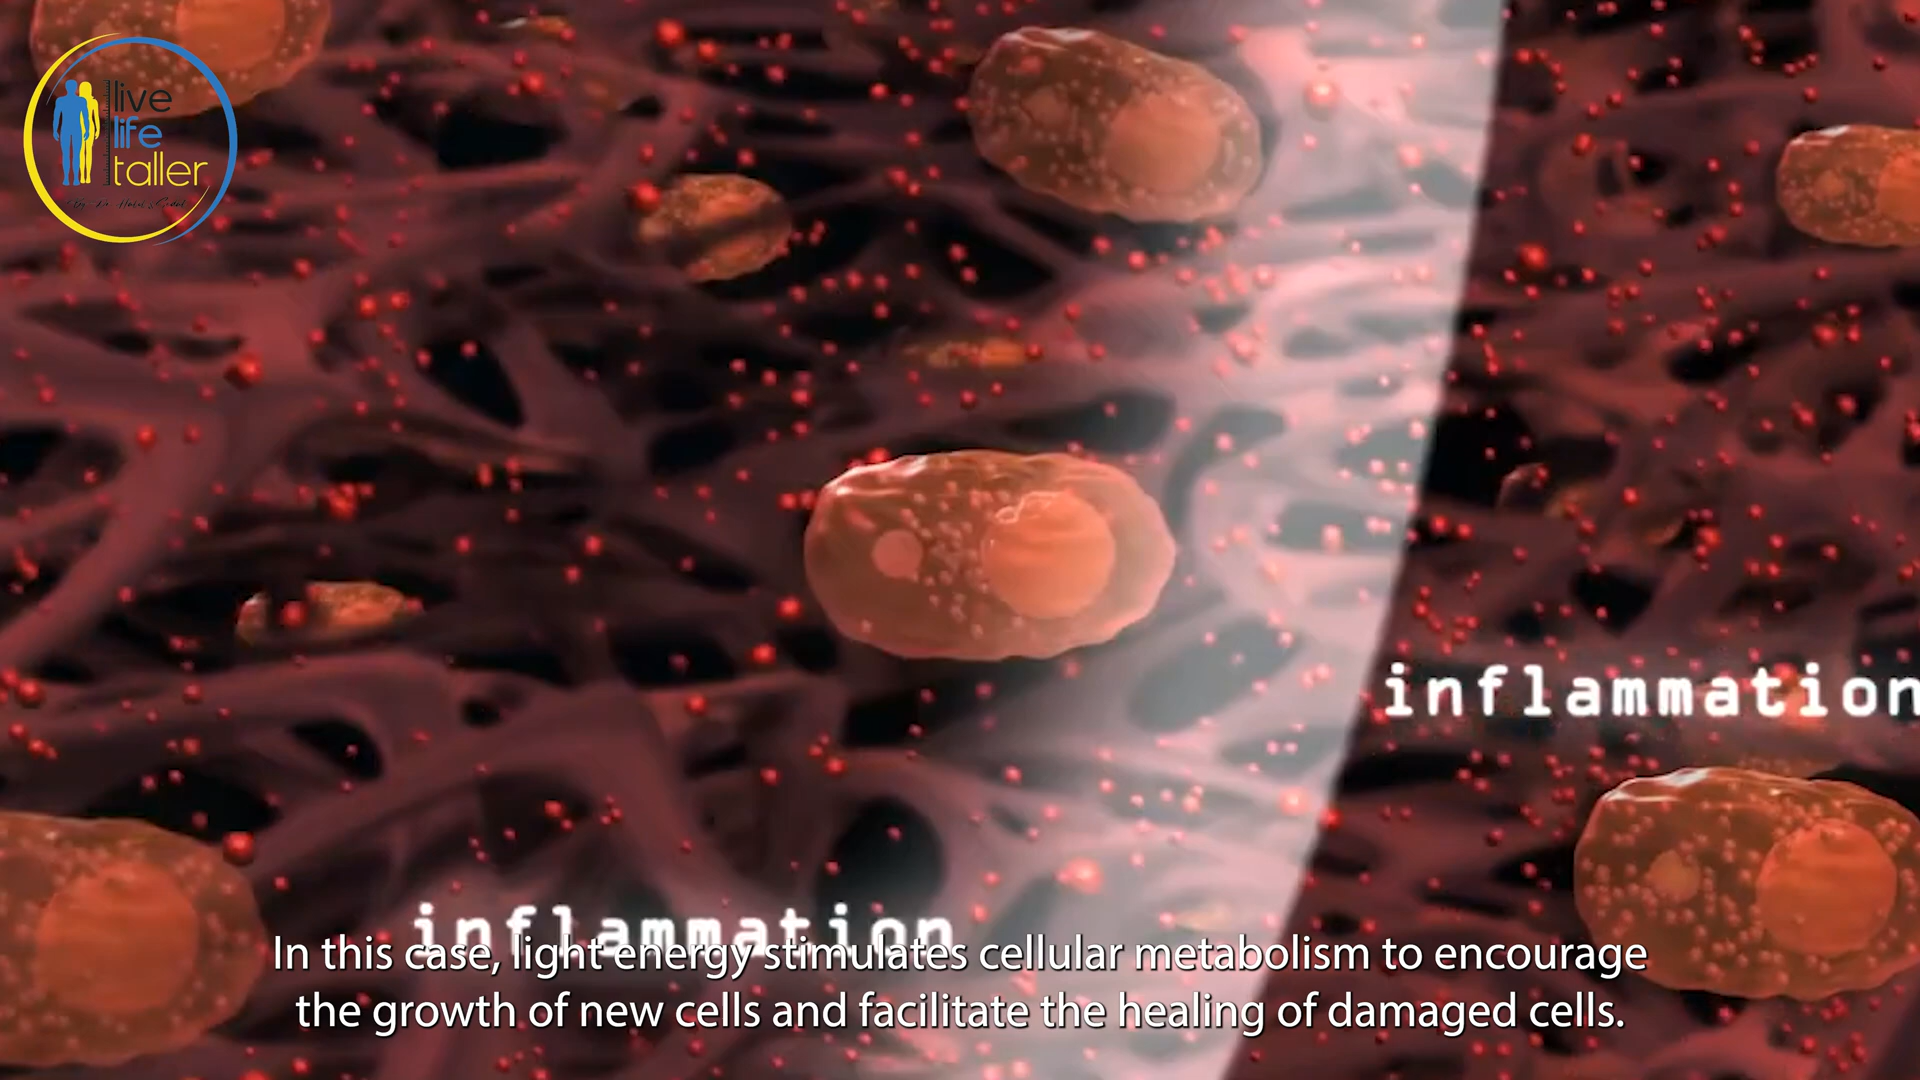 live
life
taller
inflammation
inflammation
In this case, light energy stimulates cellular metabolism to encourage
the growth of new cells and facilitate the healing of damaged cells.